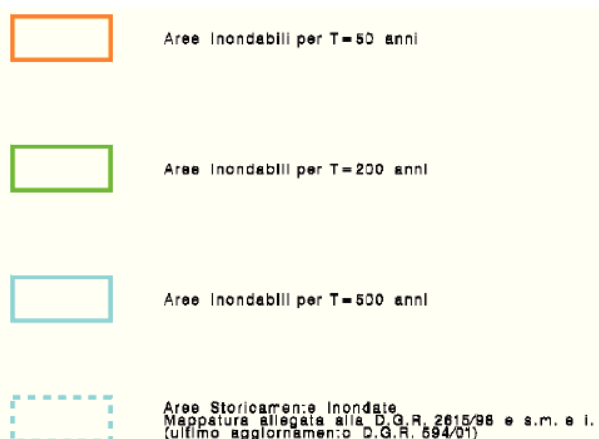 Aree Inondabili per T=50 anni
Aree Inondabili per T=200 anni
Aree Inondabili per T=500 anni
Aree Storicamente Inondate
Mappatura allegata alla D.G.R. 2615/98 e s.m. e i.
(ultimo aggiornamento D.G.R. 594/01)